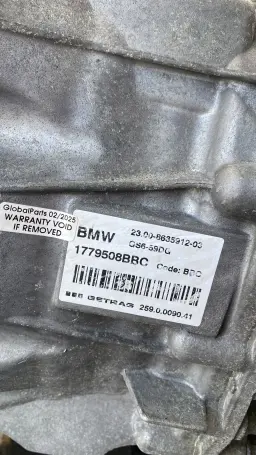 GlobalParts 02/2025
WARRANTY VOID
IF REMOVED
BMW
23.00-8635912-03
GS6-59DG
1779508BBC
Code: BDC
GETRAG
259.0.0090.41